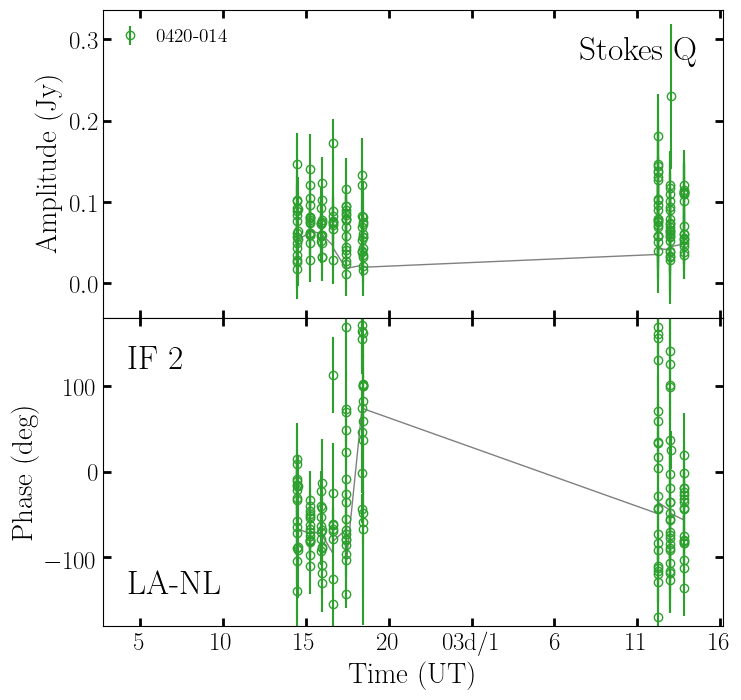 0420-014
Stokes Q
0.3
0.2
0.1
0.0
Amplitude (Jy)
IF 2
100
0
−100
Phase (deg)
LA-NL
5 10 15 20 03d/1 6 11 16
Time (UT)